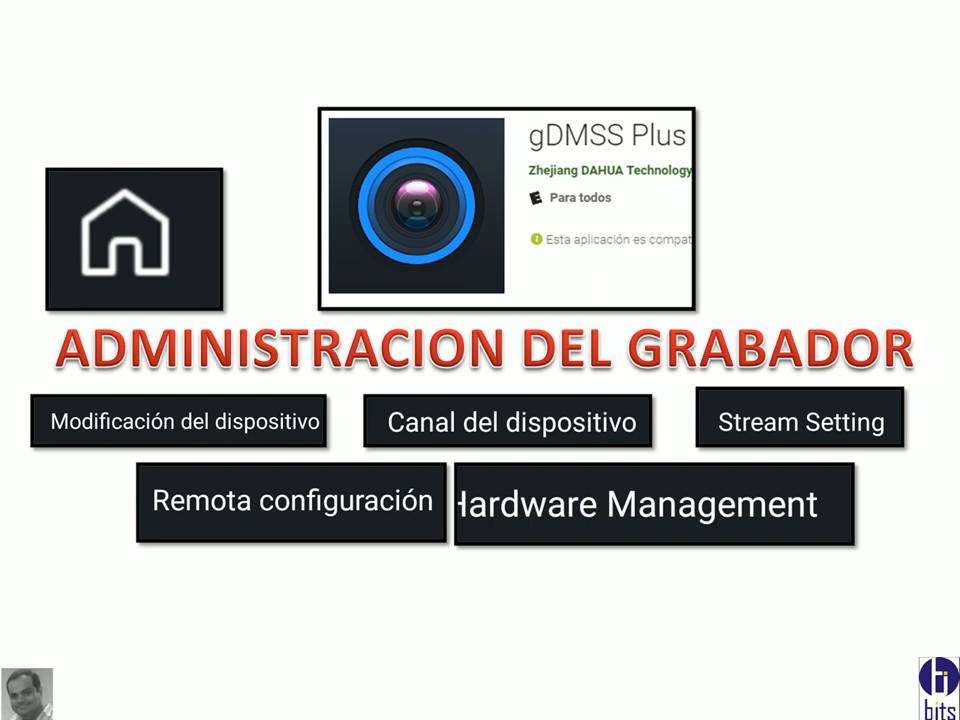 gDMSS Plus
Zhejiang DAHUA Technology
E Para todos
Esta aplicación es compat
ADMINISTRACION DEL GRABADOR
Modificación del dispositivo
Canal del dispositivo
Stream Setting
Remota configuración
Hardware Management
bits